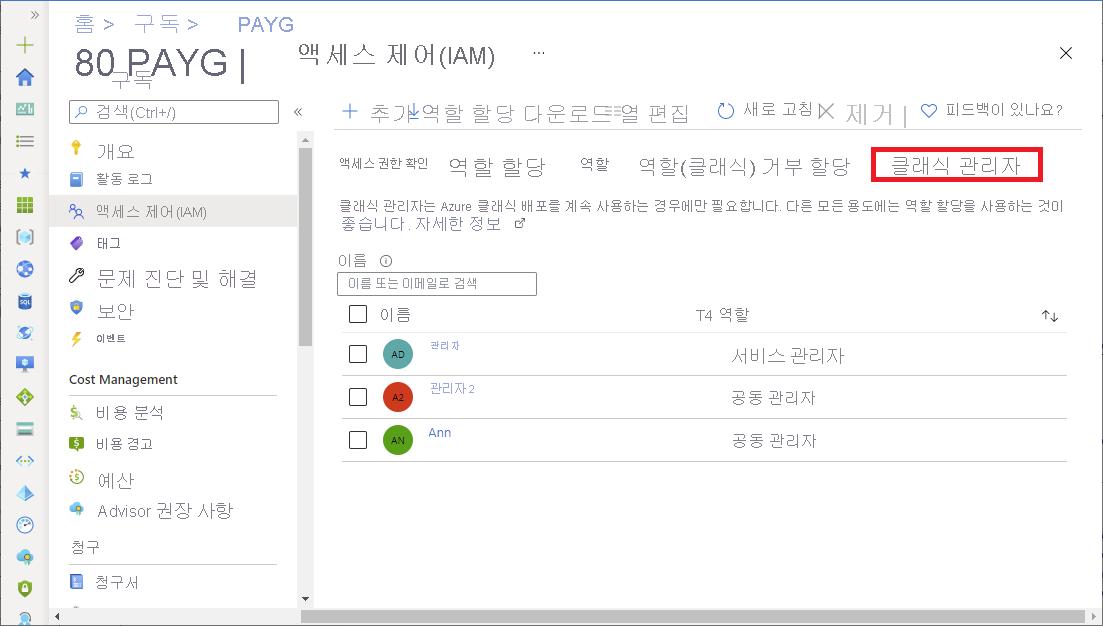 홈 > 구독 > PAYG
80 PAYG |
구독
액세스 제어(IAM) ...
검색(Ctrl+/)
개요
활동 로그
액세스 제어(IAM)
태그
문제 진단 및 해결
보안
이벤트
Cost Management
비용 분석
비용 경고
예산
Advisor 권장 사항
청구
청구서
추가 역할 할당 다운로드 열 편집 새로 고침 제거 | 피드백이 있나요?
액세스 권한 확인 역할 할당 역할 역할(클래식) 거부 할당 클래식 관리자
클래식 관리자는 Azure 클래식 배포를 계속 사용하는 경우에만 필요합니다. 다른 모든 용도에는 역할 할당을 사용하는 것이
좋습니다. 자세한 정보
이름
이름 또는 이메일로 검색
이름 T4 역할
AD 관리자 서비스 관리자
A2 관리자 2 공동 관리자
AN Ann 공동 관리자